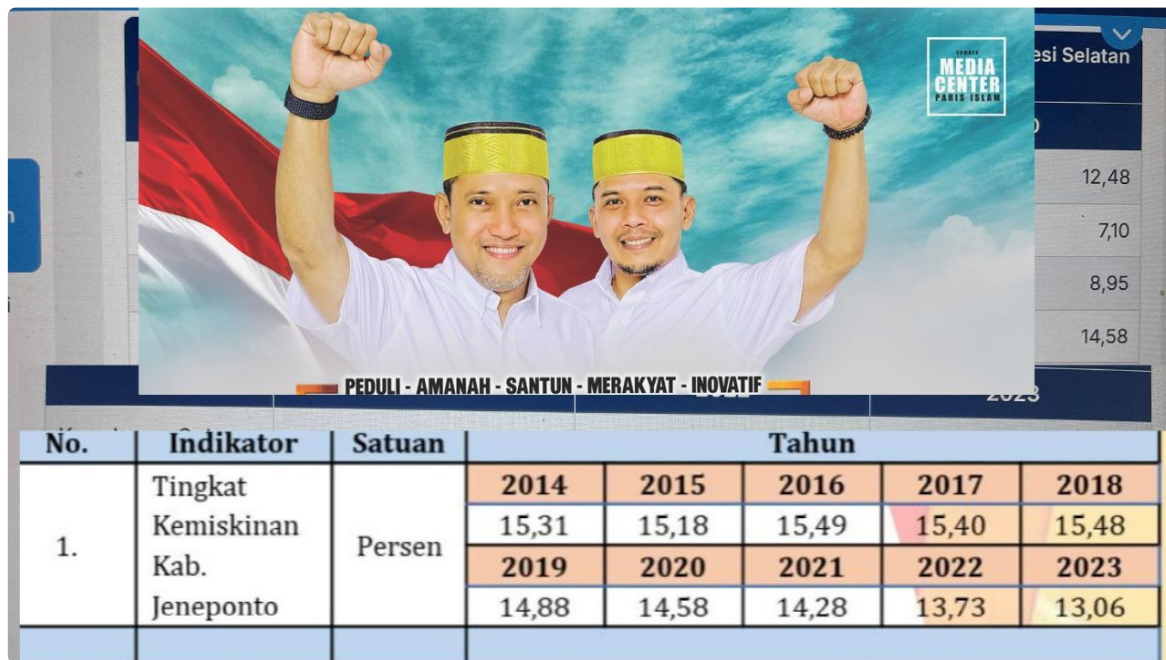 esi Selatan
SUMBER
MEDIA
CENTER
PARIS ISLAM
12,48
7,10
8,95
14,58
PEDULI - AMANAH - SANTUN - MERAKYAT - INOVATIF
2023
No. Indikator Satuan Tahun
1. Tingkat Kemiskinan Kab. Jeneponto Persen
2014 2015 2016 2017 2018
15,31 15,18 15,49 15,40 15,48
2019 2020 2021 2022 2023
14,88 14,58 14,28 13,73 13,06